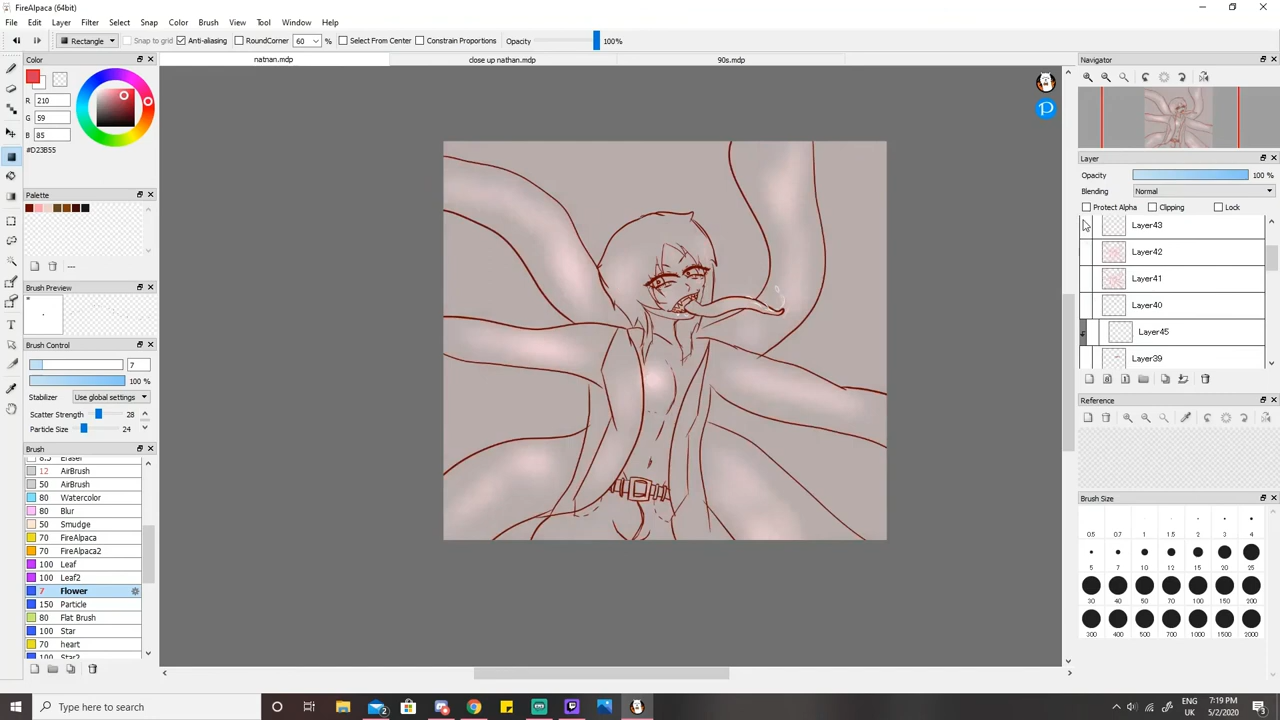 FireAlpaca (64bit)
File Edit Layer Filter Select Snap Color Brush View Tool Window Help
Rectangle Snap to grid Anti-aliasing RoundCorner 60 % Select From Center Constrain Proportions Opacity 100%
Color
natnan.mdp close up nathan.mdp 90s.mdp
R 210
G 59
B 85
#D23B55
Palette
---
Brush Preview
Brush Control
7
100 %
Stabilizer Use global settings
Scatter Strength 28
Particle Size 24
Brush
8.5 Eraser
12 AirBrush
50 AirBrush
80 Watercolor
80 Blur
50 Smudge
70 FireAlpaca
70 FireAlpaca2
100 Leaf
100 Leaf2
7 Flower
150 Particle
80 Flat Brush
100 Star
70 heart
100 Star2
Navigator
Layer
Opacity 100 %
Blending Normal
Protect Alpha Clipping Lock
Layer43
Layer42
Layer41
Layer40
Layer45
Layer39
Reference
Brush Size
0.5 0.7 1 1.5 2 3 4
5 7 10 12 15 20 25
30 40 50 70 100 150 200
300 400 500 700 1000 1500 2000
Type here to search
2
ENG
UK
7:19 PM
5/2/2020
3